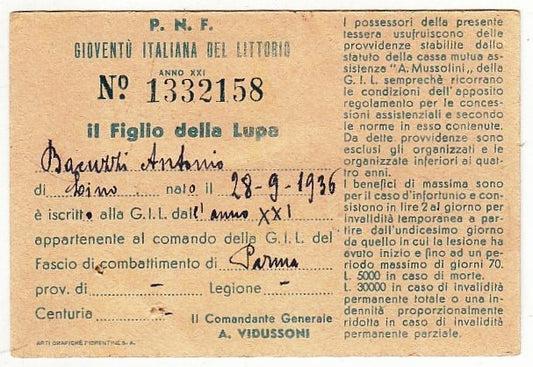 P. N. F.
GIOVENTÙ ITALIANA DEL LITTORIO
ANNO XXI
Nº 1332158
il Figlio della Lupa
Bacuzzi Antonio
di Lino nato il 28-9-1936
è iscritto alla G.I.L. dall'anno XXI
appartenente al comando della G.I.L. del
Fascio di combattimento di Parma
prov. di — Legione —
Centuria —
Il Comandante Generale
A. VIDUSSONI
ARTI GRAFICHE FIORENTINE S. A.
I possessori della presente
tessera usufruiscono delle
provvidenze stabilite dallo
statuto della cassa mutua as
sistenza "A. Mussolini„ della
G. I. L. semprechè ricorrano
le condizioni dell'apposito
regolamento per le conces-
sioni assistenziali e secondo
le norme in esso contenute.
Da dette provvidenze sono
esclusi gli organizzati e le
organizzate inferiori ai quat-
tro anni.
I benefici di massima sono
per il caso d'infortunio e con-
sistono in lire 2 al giorno per
invalidità temporanea a par-
tire dall'undicesimo giorno
da quello in cui la lesione ha
avuto inizio e fino ad un pe-
riodo massimo di giorni 70.
L. 5000 in caso di morte.
L. 30000 in caso di invalidità
permanente totale o una in-
dennità proporzionalmente
ridotta in caso di invalidità
permanente parziale.